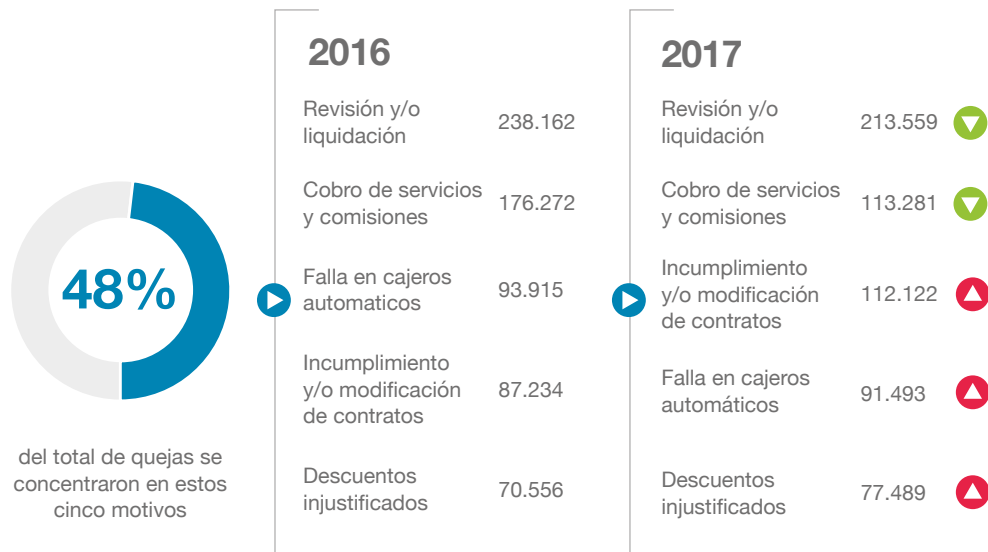 48%
del total de quejas se
concentraron en estos
cinco motivos
2016
Revisión y/o
liquidación
238.162
Cobro de servicios
y comisiones
176.272
Falla en cajeros
automaticos
93.915
Incumplimiento
y/o modificación
de contratos
87.234
Descuentos
injustificados
70.556
2017
Revisión y/o
liquidación
213.559
Cobro de servicios
y comisiones
113.281
Incumplimiento
y/o modificación
de contratos
112.122
Falla en cajeros
automáticos
91.493
Descuentos
injustificados
77.489